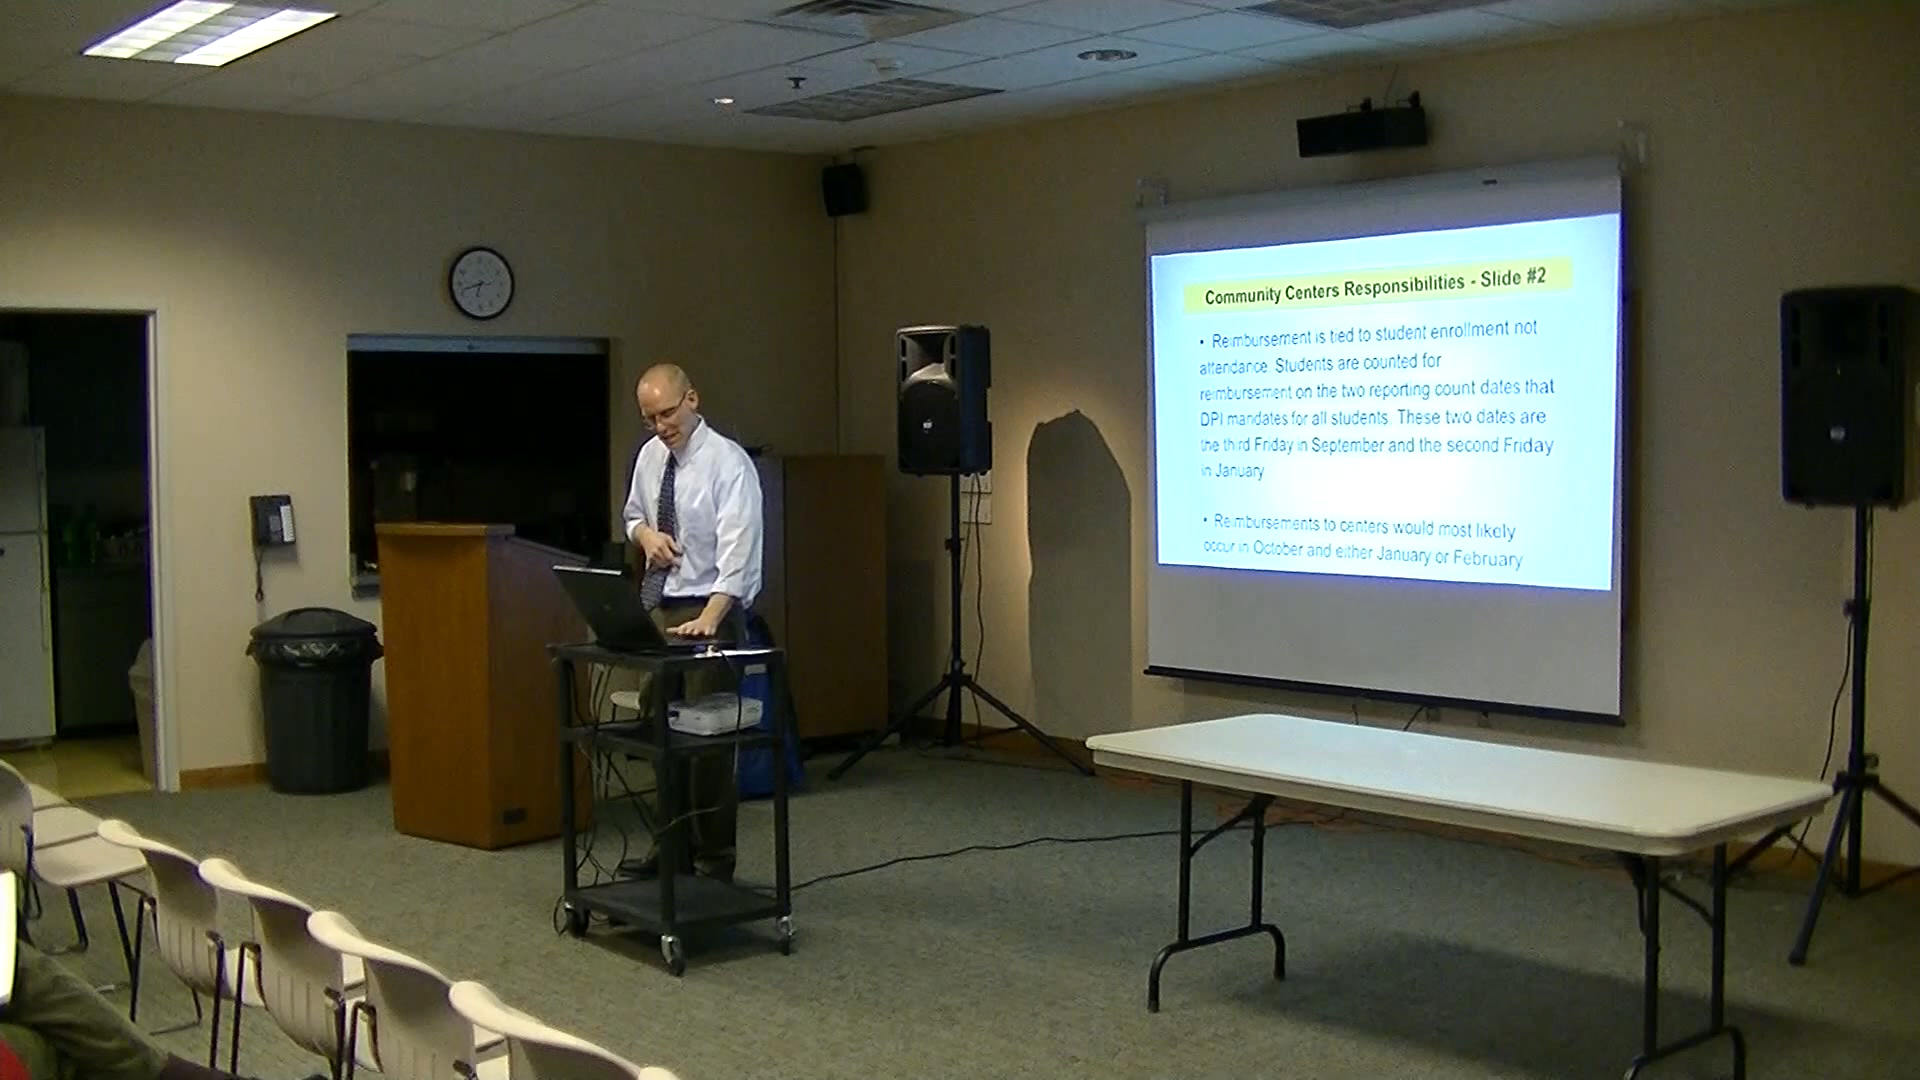 Community Centers Responsibilities - Slide #2
• Reimbursement is tied to student enrollment not
attendance. Students are counted for
reimbursement on the two reporting count dates that
DPI mandates for all students. These two dates are
the third Friday in September and the second Friday
in January
• Reimbursements to centers would most likely
occur in October and either January or February